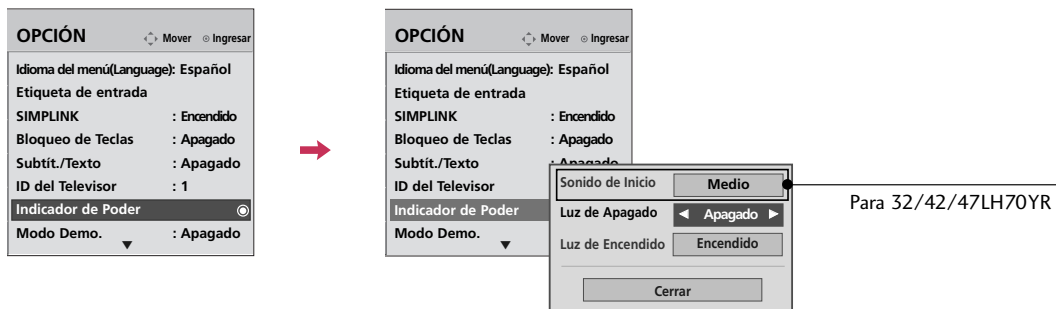 OPCIÓN
Mover
Ingresar
Idioma del menú(Language): Español
Etiqueta de entrada
SIMPLINK : Encendido
Bloqueo de Teclas : Apagado
Subtít./Texto : Apagado
ID del Televisor : 1
Indicador de Poder
Modo Demo. : Apagado
OPCIÓN
Mover
Ingresar
Idioma del menú(Language): Español
Etiqueta de entrada
SIMPLINK : Encendido
Bloqueo de Teclas : Apagado
Subtít./Texto : Apagado
ID del Televisor
Indicador de Poder
Modo Demo.
Sonido de Inicio Medio
Luz de Apagado ◀ Apagado ▶
Luz de Encendido Encendido
Cerrar
Para 32/42/47LH70YR